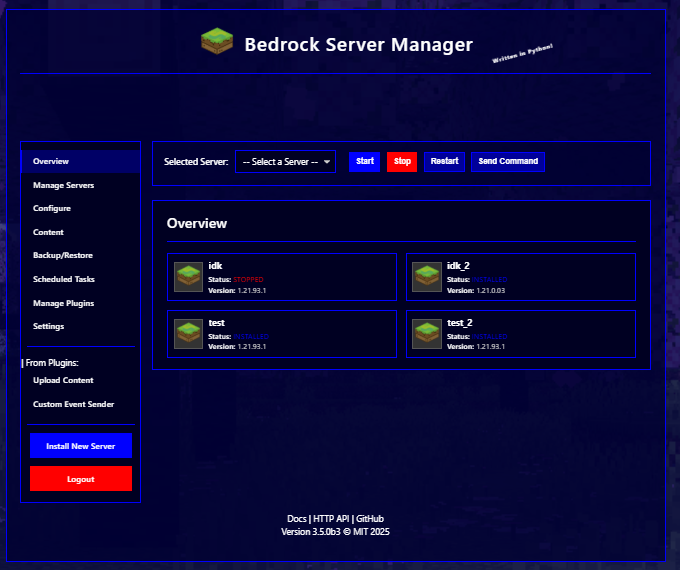 Bedrock Server Manager
Written in Python!
Overview
Manage Servers
Configure
Content
Backup/Restore
Scheduled Tasks
Manage Plugins
Settings
| From Plugins:
Upload Content
Custom Event Sender
Install New Server
Logout
Selected Server: -- Select a Server -- Start Stop Restart Send Command
Overview
idk
Status: STOPPED
Version: 1.21.93.1
idk_2
Status: INSTALLED
Version: 1.21.0.03
test
Status: INSTALLED
Version: 1.21.93.1
test_2
Status: INSTALLED
Version: 1.21.93.1
Docs | HTTP API | GitHub
Version 3.5.0b3 © MIT 2025